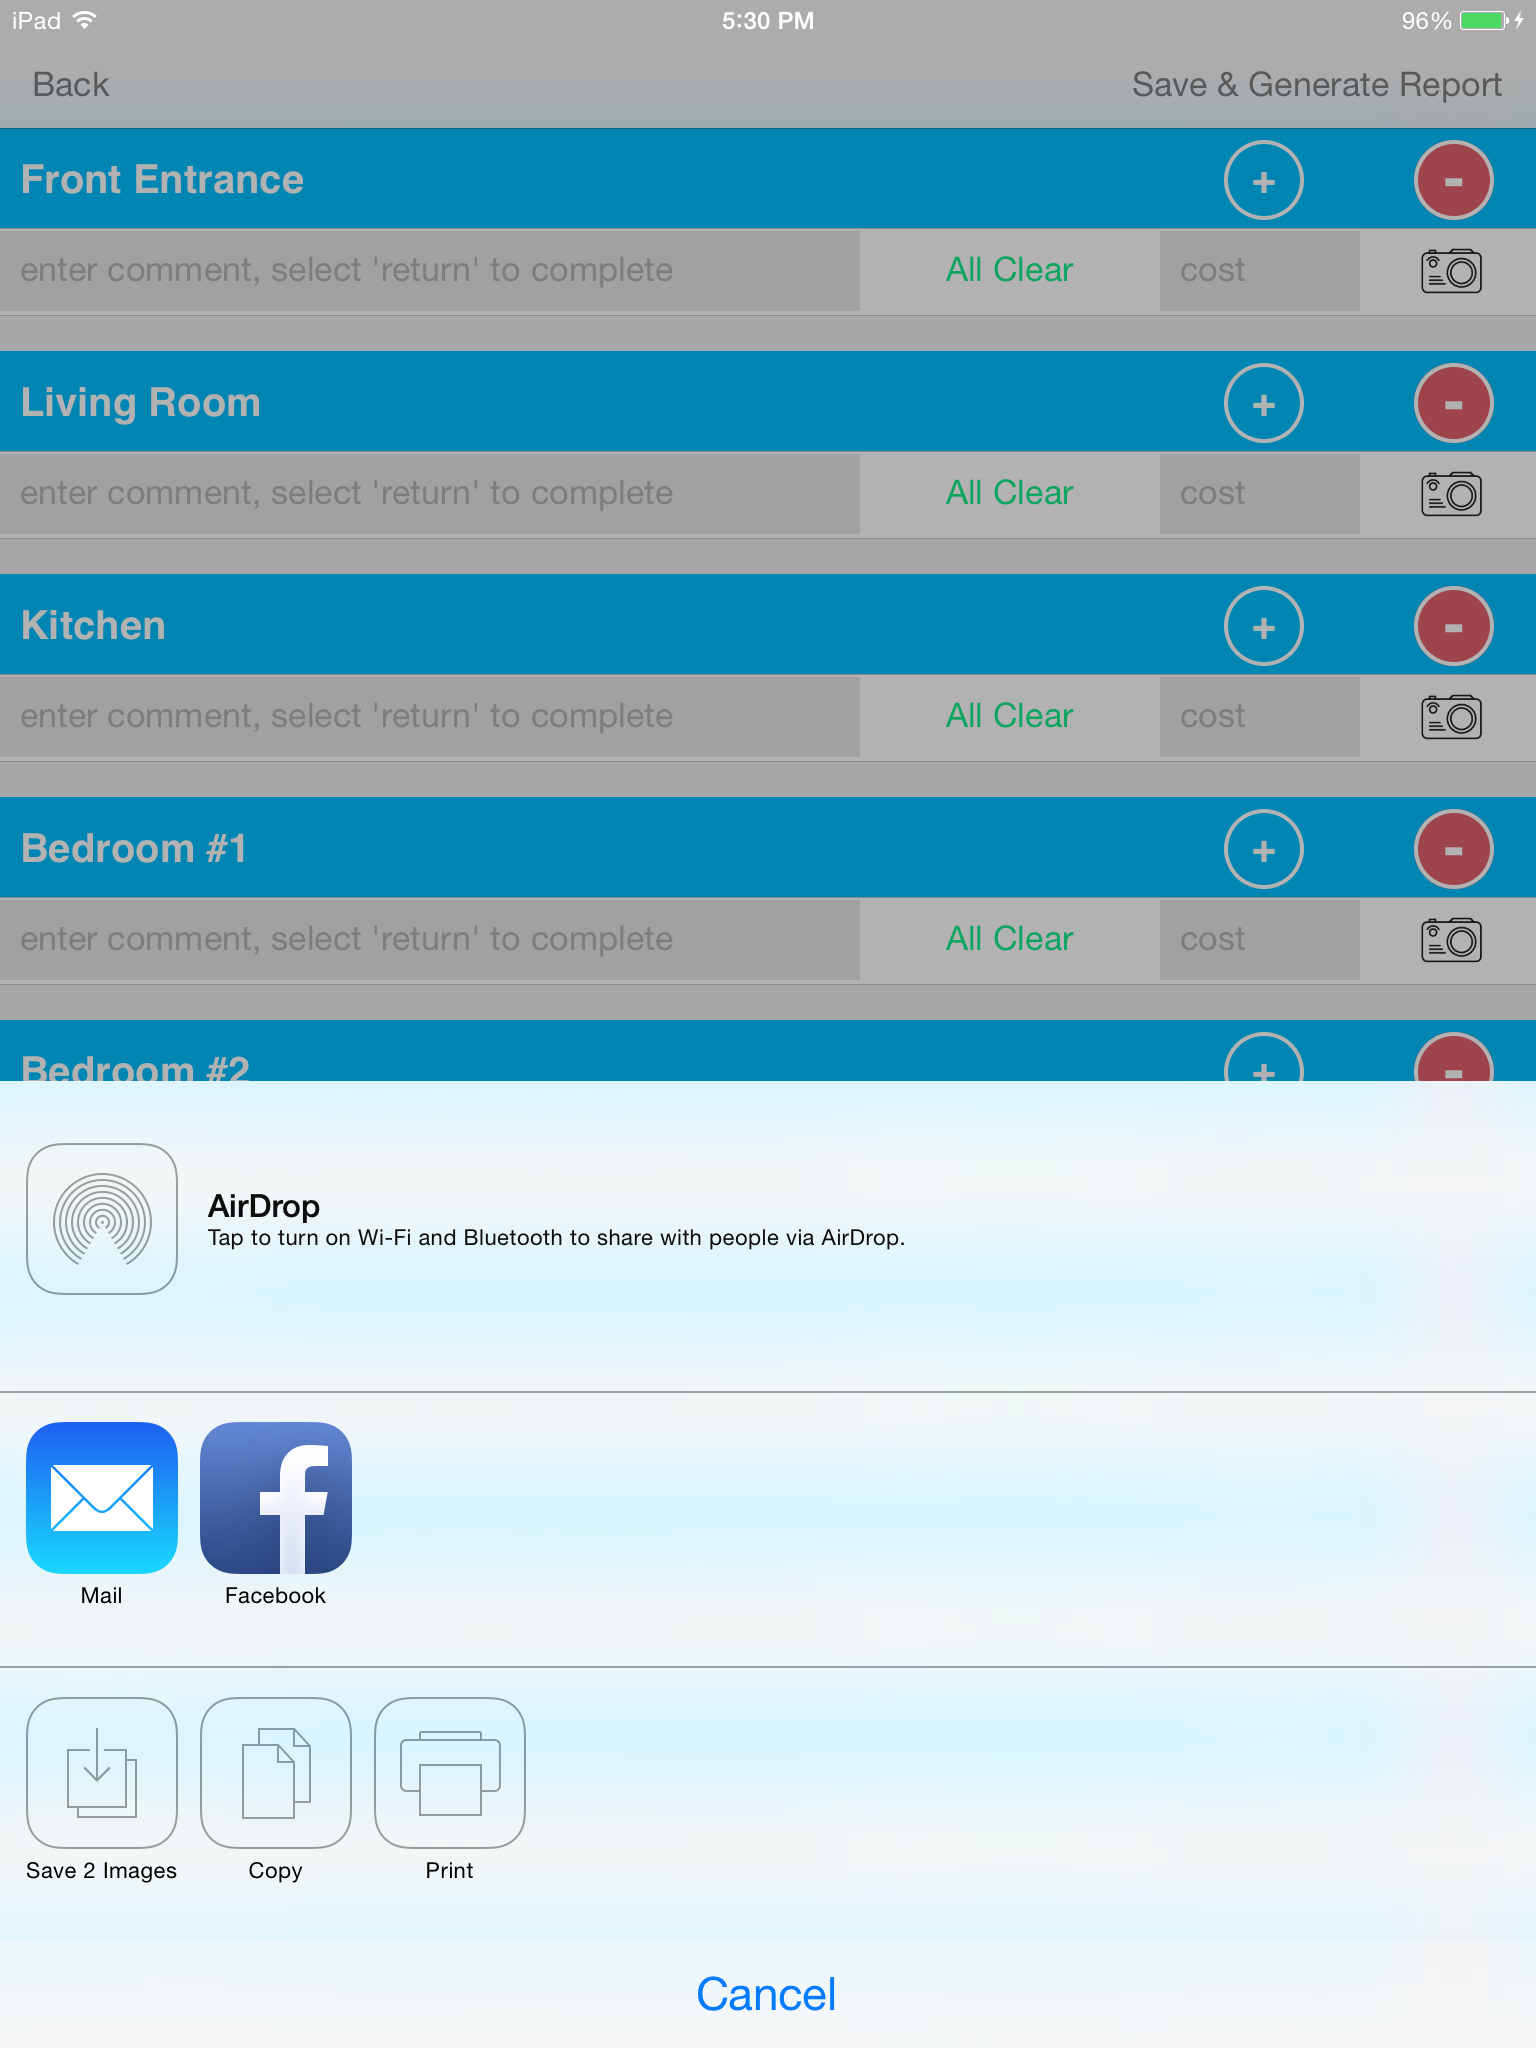 iPad 5:30 PM 96%
Back Save & Generate Report
Front Entrance + -
enter comment, select 'return' to complete All Clear cost
Living Room + -
enter comment, select 'return' to complete All Clear cost
Kitchen + -
enter comment, select 'return' to complete All Clear cost
Bedroom #1 + -
enter comment, select 'return' to complete All Clear cost
Bedroom #2 + -
AirDrop
Tap to turn on Wi-Fi and Bluetooth to share with people via AirDrop.
Mail Facebook
Save 2 Images Copy Print
Cancel